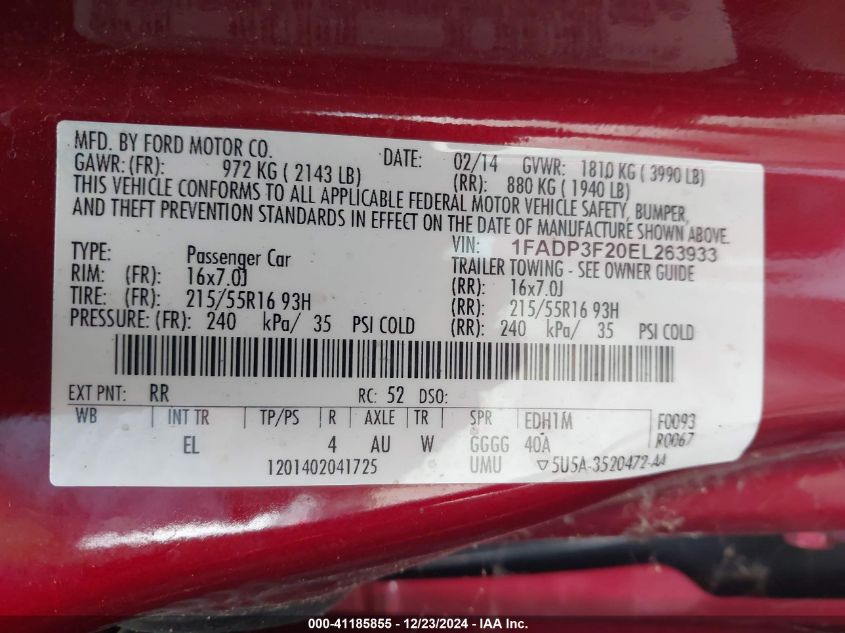 MFD. BY FORD MOTOR CO. DATE: 02/14 GVWR: 1810 KG ( 3990 LB)
GAWR: (FR): 972 KG ( 2143 LB) (RR): 880 KG ( 1940 LB)
THIS VEHICLE CONFORMS TO ALL APPLICABLE FEDERAL MOTOR VEHICLE SAFETY, BUMPER,
AND THEFT PREVENTION STANDARDS IN EFFECT ON THE DATE OF MANUFACTURE SHOWN ABOVE.
VIN: 1FADP3F20EL263933
TYPE: Passenger Car TRAILER TOWING - SEE OWNER GUIDE
RIM: (FR): 16x7.0J (RR): 16x7.0J
TIRE: (FR): 215/55R16 93H (RR): 215/55R16 93H
PRESSURE: (FR): 240 kPa/ 35 PSI COLD (RR): 240 kPa/ 35 PSI COLD
EXT PNT: RR RC: 52 DSO:
WB INT TR TP/PS R AXLE TR SPR EDH1M F0093
EL 4 AU W GGGG 40A R0067
1201402041725 UMU ▽5U5A-3520472-AA
000-41185855 - 12/23/2024 - IAA Inc.